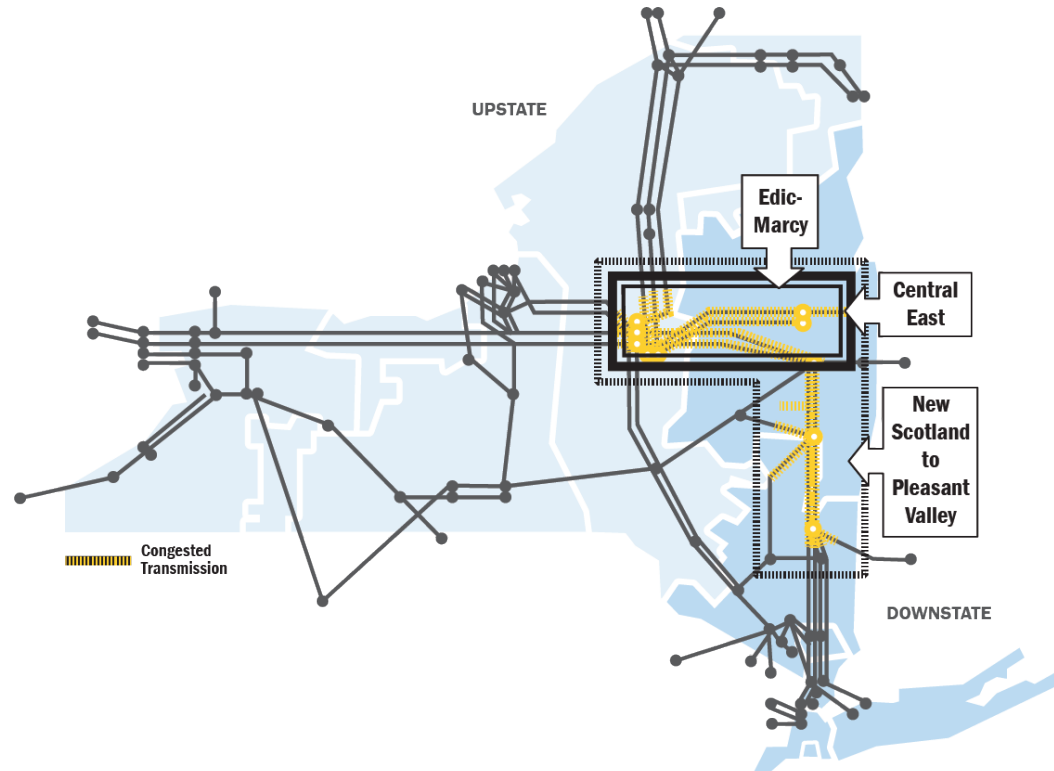 UPSTATE
Edic-
Marcy
Central
East
New
Scotland
to
Pleasant
Valley
Congested
Transmission
DOWNSTATE